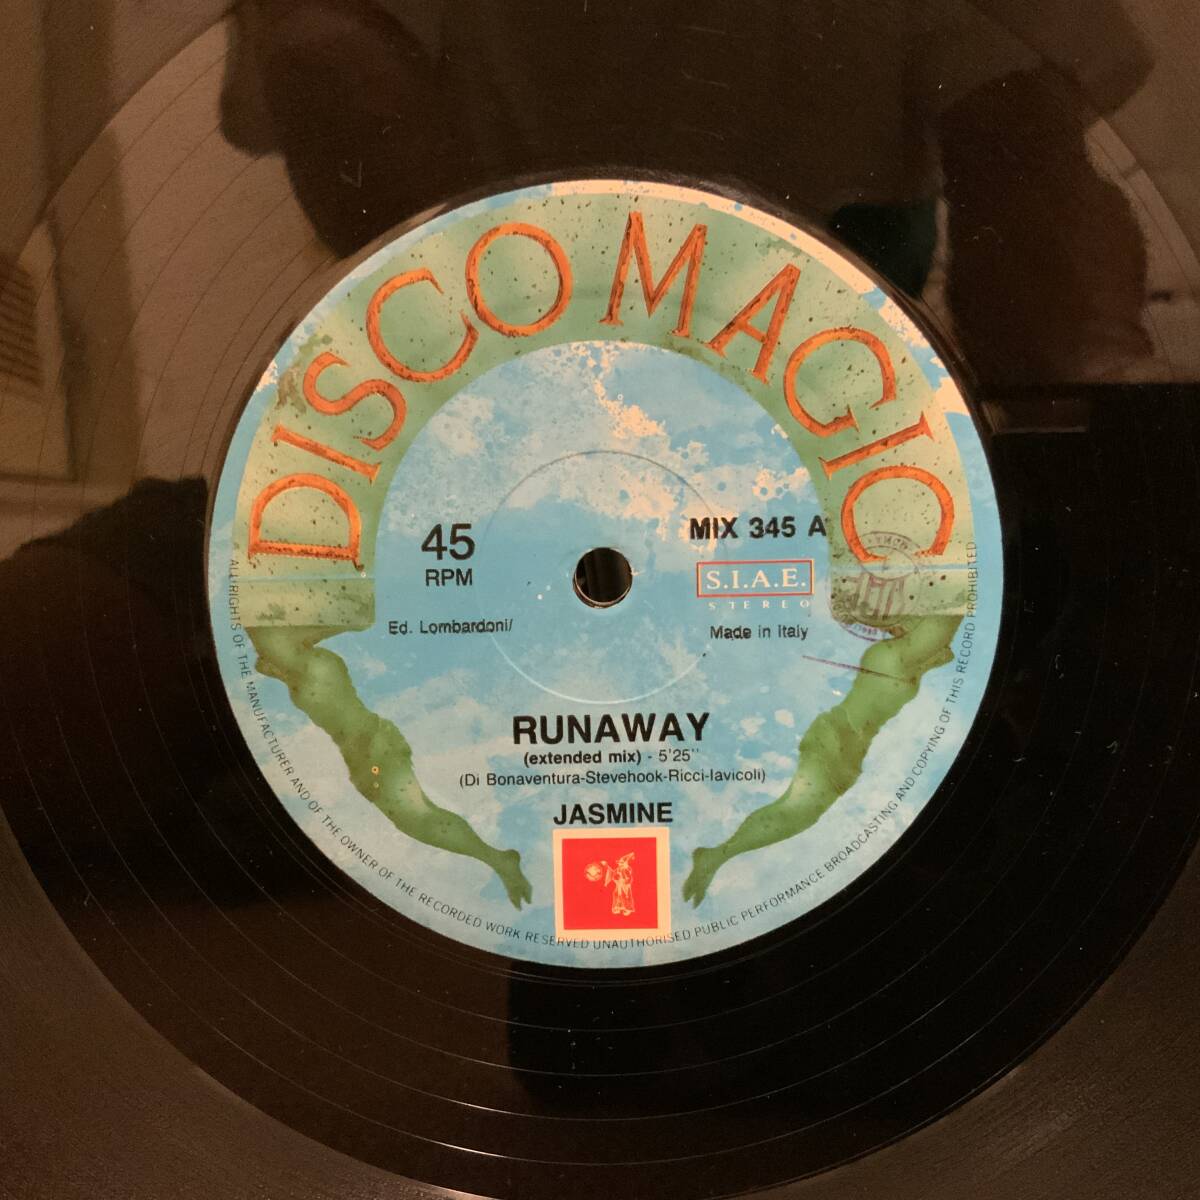 DISCO MAGIC
45
RPM
MIX 345 A
S.I.A.E.
STEREO
Ed. Lombardoni/
Made in Italy
RUNAWAY
(extended mix) - 5'25''
(Di Bonaventura-Stevehook-Ricci-Iavicoli)
JASMINE
ALL RIGHTS OF THE MANUFACTURER AND OF THE OWNER OF THE RECORDED WORK RESERVED UNAUTHORISED PUBLIC PERFORMANCE BROADCASTING AND COPYING OF THIS RECORD PROHIBITED